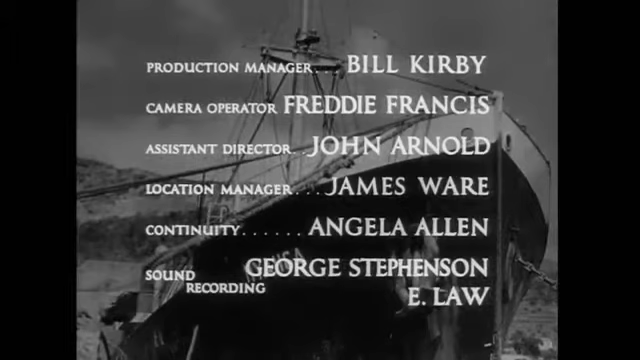 PRODUCTION MANAGER... BILL KIRBY
CAMERA OPERATOR FREDDIE FRANCIS
ASSISTANT DIRECTOR.. JOHN ARNOLD
LOCATION MANAGER.... JAMES WARE
CONTINUITY...... ANGELA ALLEN
SOUND RECORDING GEORGE STEPHENSON
E. LAW